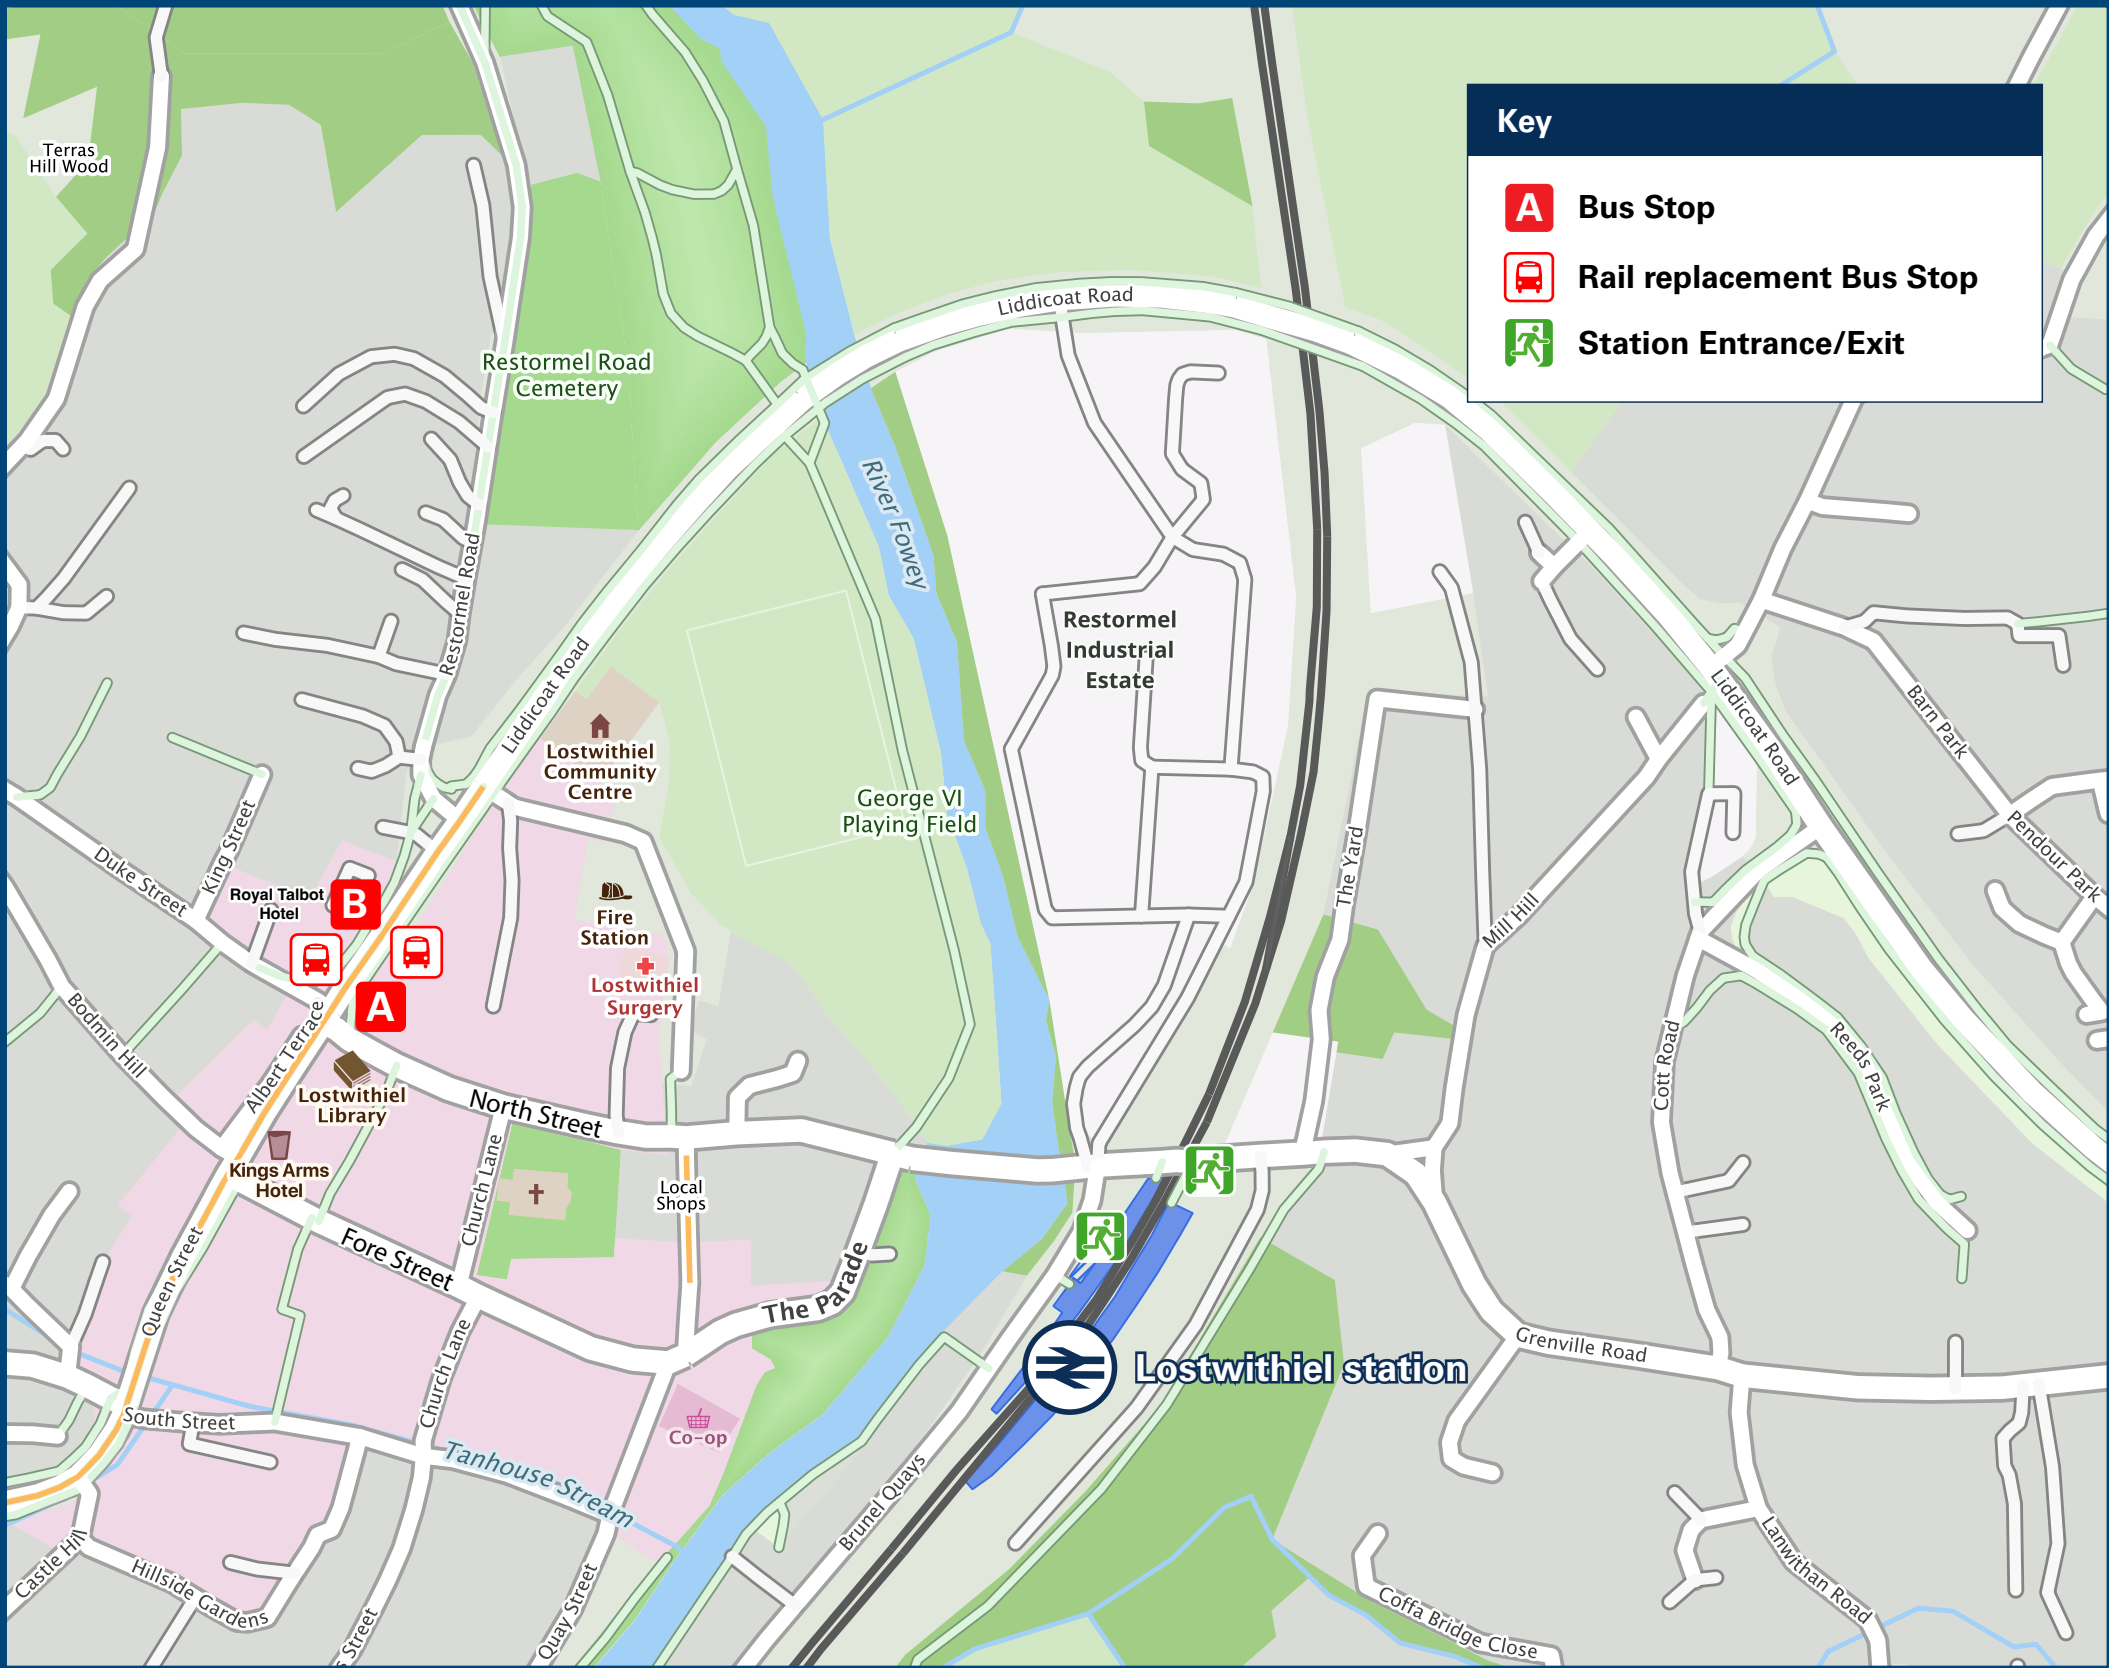 Key
A
Bus Stop
Rail replacement Bus Stop
Station Entrance/Exit
Terras
Hill Wood
Liddicoat Road
Restormel Road
Cemetery
River Fowey
Restormel Road
Liddicoat Road
Restormel
Industrial
Estate
Lostwithiel
Community
Centre
George VI
Playing Field
Liddicoat Road
Barn Park
Pendour Park
King Street
Duke Street
Royal Talbot
Hotel
B
A
Fire
Station
Lostwithiel
Surgery
The Yard
Mill Hill
Bodmin Hill
Albert Terrace
Lostwithiel
Library
North Street
Cott Road
Reeds Park
Kings Arms
Hotel
Church Lane
Local
Shops
Fore Street
Queen Street
The Parade
Church Lane
Lostwithiel station
Grenville Road
South Street
Co-op
Tanhouse Stream
Brunel Quays
Castle Hill
Hillside Gardens
s Street
Quay Street
Coffa Bridge Close
Lanwithan Road